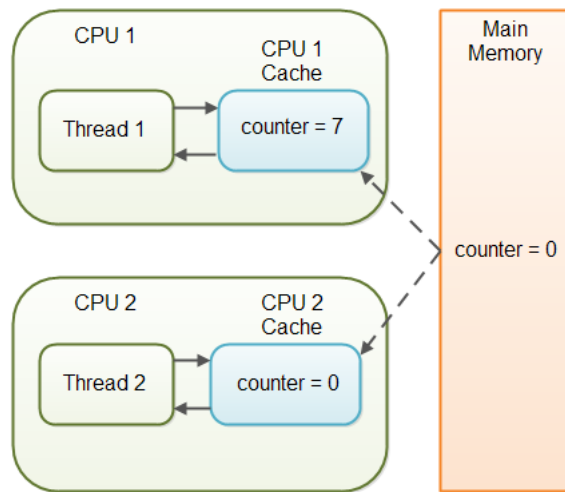 CPU 1
CPU 1
Cache
Thread 1
counter = 7
Main
Memory
counter = 0
CPU 2
CPU 2
Cache
Thread 2
counter = 0